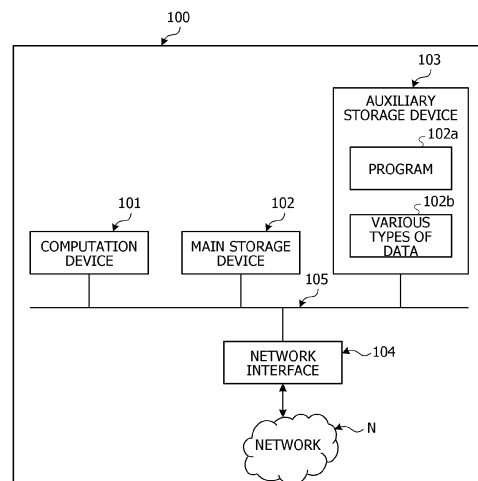 100
103
AUXILIARY
STORAGE DEVICE
102a
PROGRAM
102b
VARIOUS
TYPES OF
DATA
101
COMPUTATION
DEVICE
102
MAIN STORAGE
DEVICE
105
NETWORK
INTERFACE
104
NETWORK
N